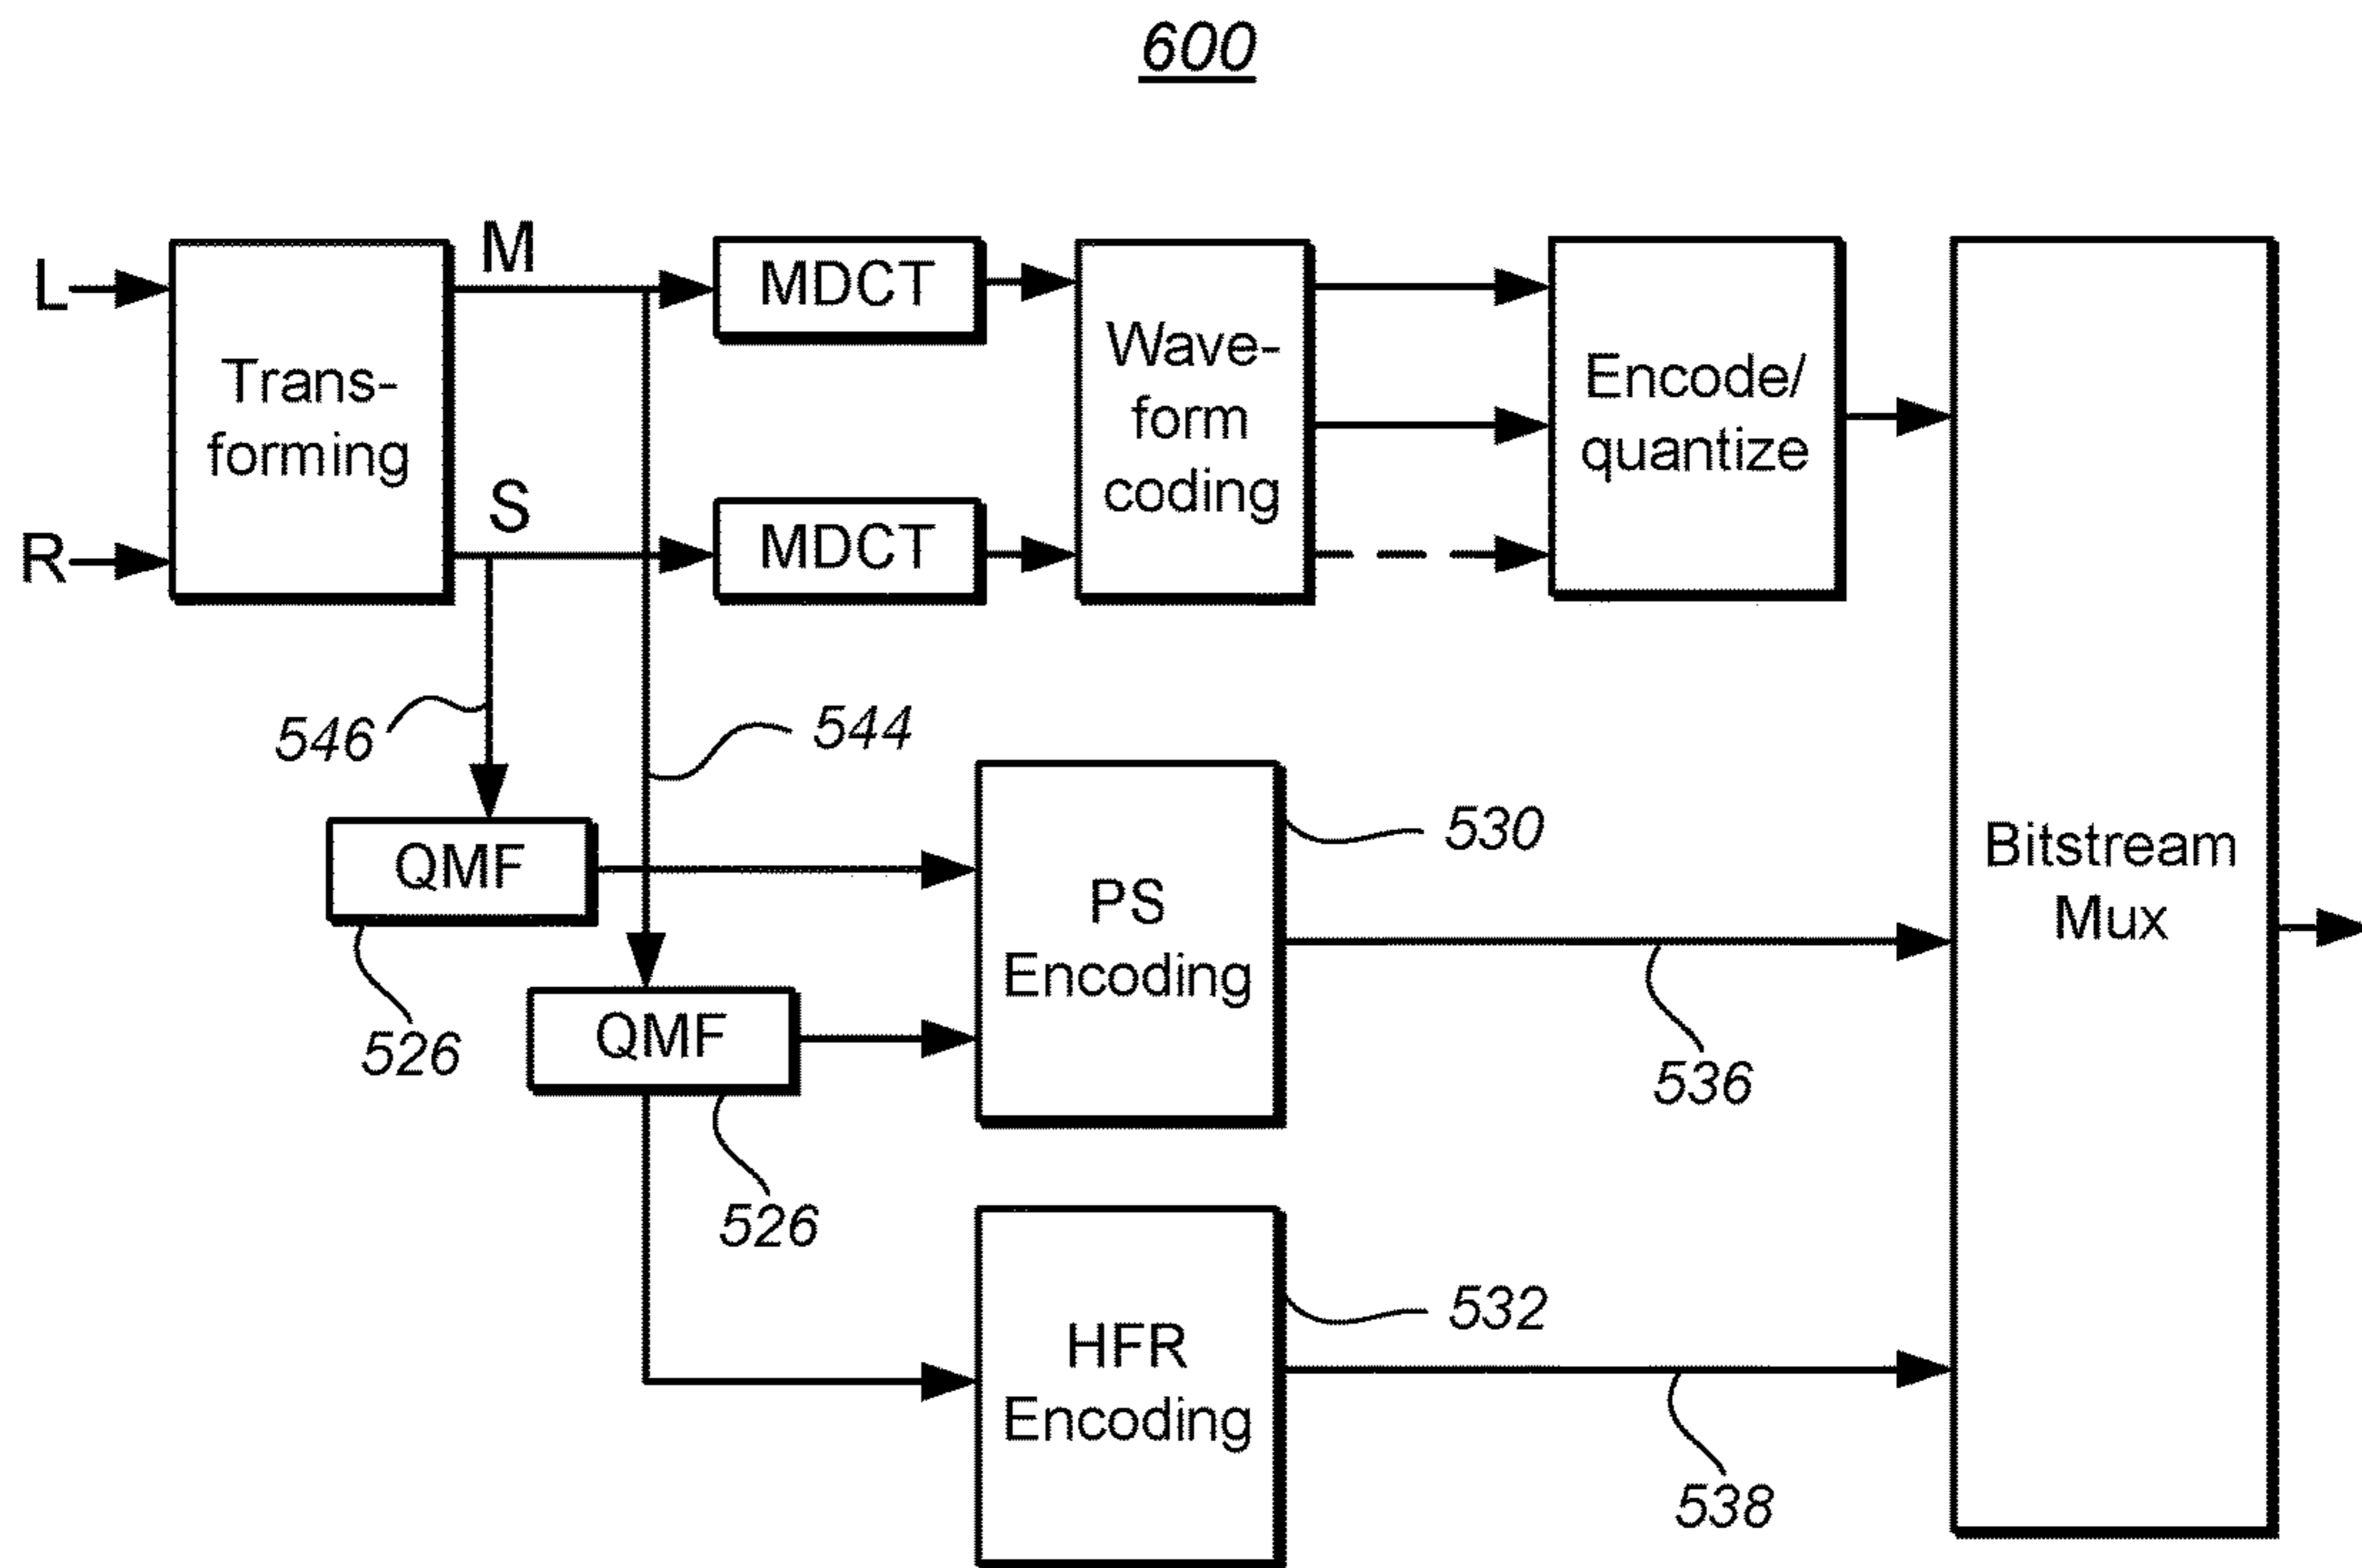 600
L
R
Trans-
forming
M
S
MDCT
MDCT
Wave-
form
coding
Encode/
quantize
Bitstream
Mux
546
544
QMF
526
QMF
526
PS
Encoding
530
536
HFR
Encoding
532
538